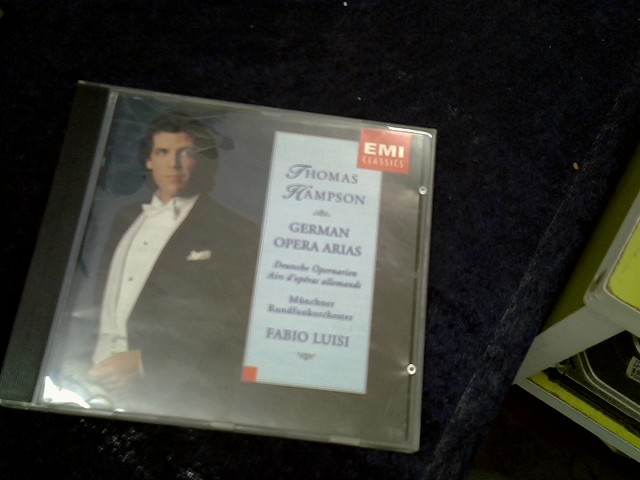 EMI
CLASSICS
THOMAS
HAMPSON
GERMAN
OPERA ARIAS
Deutsche Opernarien
Airs d'opéras allemands
Münchner
Rundfunkorchester
FABIO LUISI